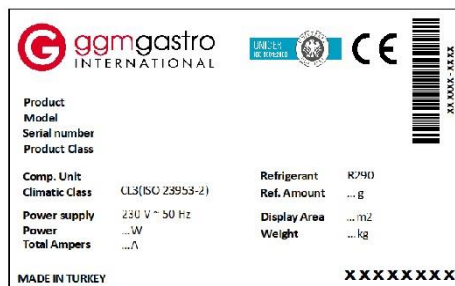 G ggmgastro
INTERNATIONAL
UNICERT
CE
XX XXXX - XXXX
Product
Model
Serial number
Product Class
Comp. Unit
Climatic Class CL3(ISO 23953-2)
Refrigerant R290
Ref. Amount ... g
Power supply 230 V ~ 50 Hz
Power ...W
Total Ampers ...A
Display Area ... m2
Weight ...kg
MADE IN TURKEY
XXXXXXXX